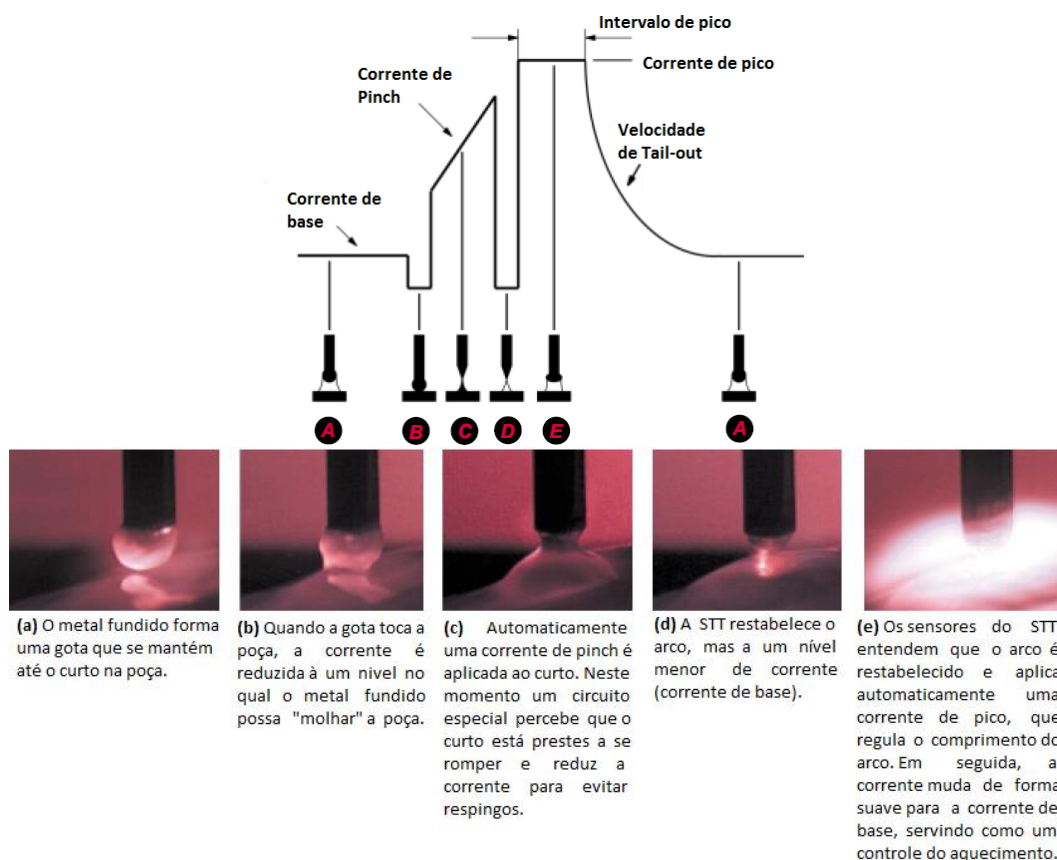 Intervalo de pico
Corrente de pico
Corrente de
Pinch
Velocidade
de Tail-out
Corrente de
base
A
B
C
D
E
A
(a) O metal fundido forma
uma gota que se mantém
até o curto na poça.
(b) Quando a gota toca a
poça, a corrente é
reduzida à um nivel no
qual o metal fundido
possa "molhar" a poça.
(c) Automaticamente
uma corrente de pinch é
aplicada ao curto. Neste
momento um circuito
especial percebe que o
curto está prestes a se
romper e reduz a
corrente para evitar
respingos.
(d) A STT restabelece o
arco, mas a um nível
menor de corrente
(corrente de base).
(e) Os sensores do STT
entendem que o arco é
restabelecido e aplica
automaticamente uma
corrente de pico, que
regula o comprimento do
arco. Em seguida, a
corrente muda de forma
suave para a corrente de
base, servindo como um
controle do aquecimento.